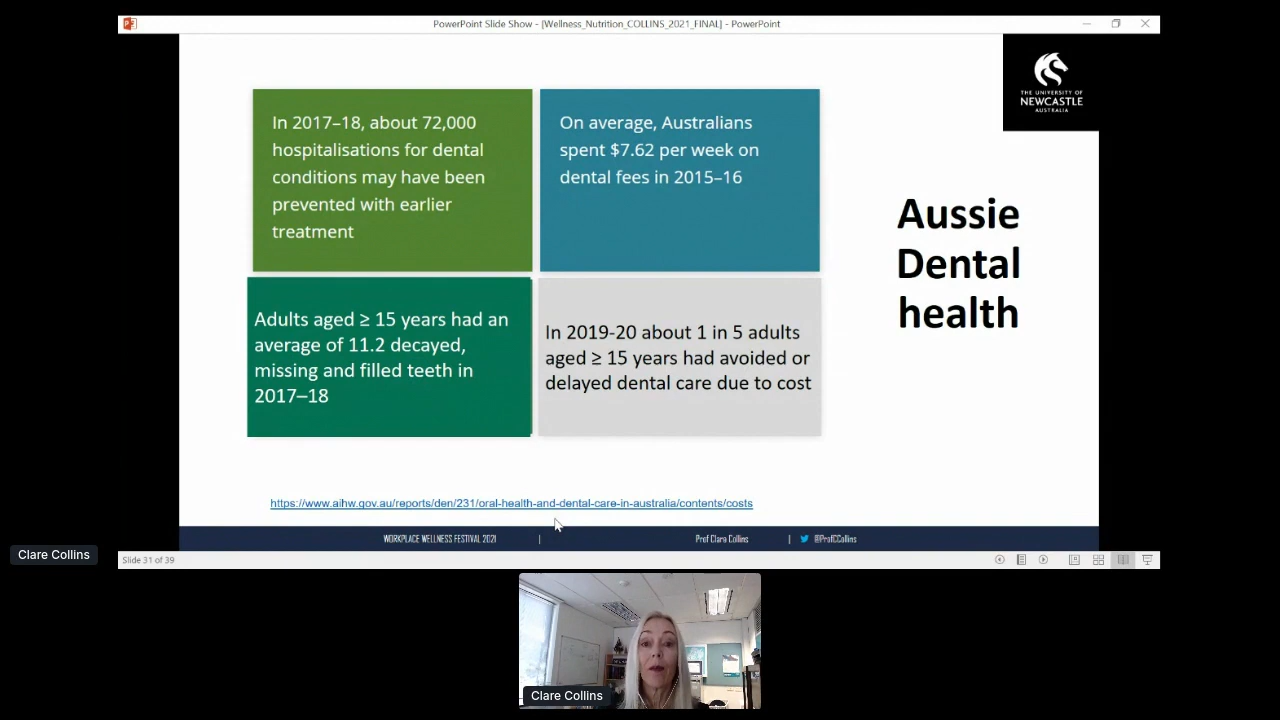 PowerPoint Slide Show - [Wellness_Nutrition_COLLINS_2021_FINAL] - PowerPoint
THE UNIVERSITY OF
NEWCASTLE
AUSTRALIA
In 2017–18, about 72,000
hospitalisations for dental
conditions may have been
prevented with earlier
treatment
On average, Australians
spent $7.62 per week on
dental fees in 2015–16
Adults aged ≥ 15 years had an
average of 11.2 decayed,
missing and filled teeth in
2017–18
In 2019-20 about 1 in 5 adults
aged ≥ 15 years had avoided or
delayed dental care due to cost
Aussie
Dental
health
https://www.aihw.gov.au/reports/den/231/oral-health-and-dental-care-in-australia/contents/costs
WORKPLACE WELLNESS FESTIVAL 2021 | Prof Clare Collins | @ProfCCollins
Clare Collins
Slide 31 of 39
Clare Collins